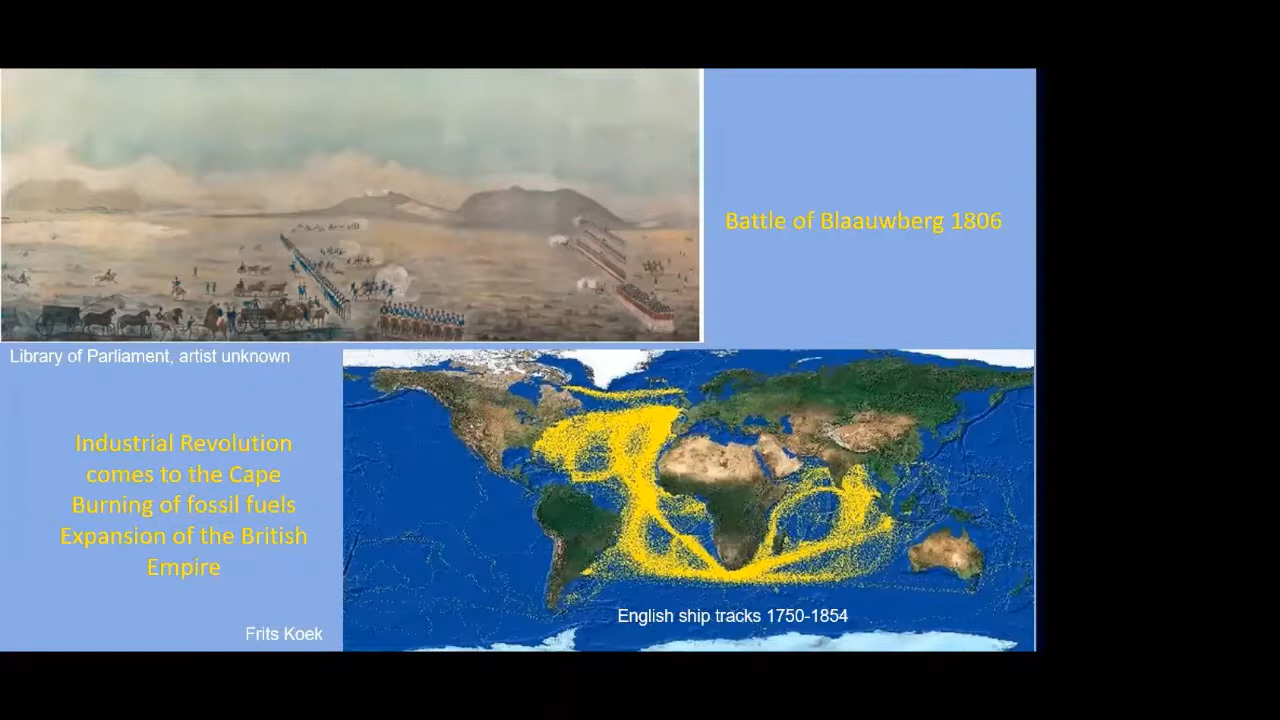 Battle of Blaauwberg 1806
Library of Parliament, artist unknown
Industrial Revolution
comes to the Cape
Burning of fossil fuels
Expansion of the British
Empire
Frits Koek
English ship tracks 1750-1854